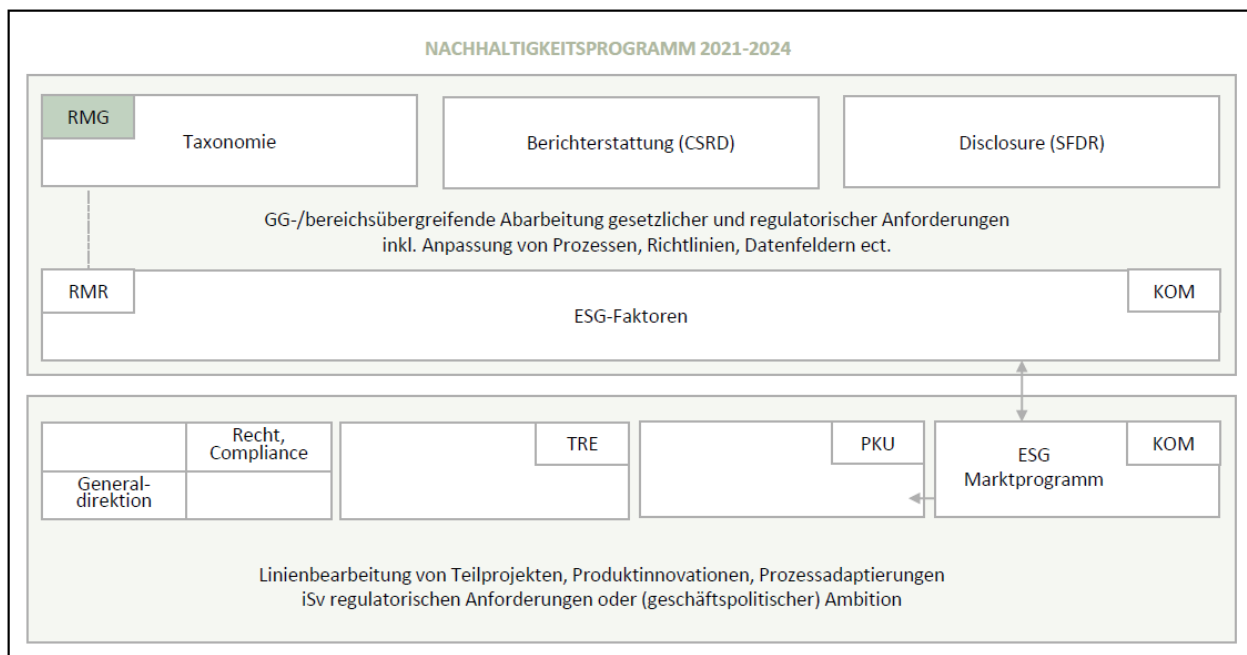 NACHHALTIGKEITSPROGRAMM 2021-2024
RMG
Taxonomie
Berichterstattung (CSRD)
Disclosure (SFDR)
GG-/bereichsübergreifende Abarbeitung gesetzlicher und regulatorischer Anforderungen
inkl. Anpassung von Prozessen, Richtlinien, Datenfeldern ect.
RMR
ESG-Faktoren
KOM
Recht,
Compliance
General-
direktion
TRE
PKU
ESG
Marktprogramm
KOM
Linienbearbeitung von Teilprojekten, Produktinnovationen, Prozessadaptierungen
iSv regulatorischen Anforderungen oder (geschäftspolitischer) Ambition